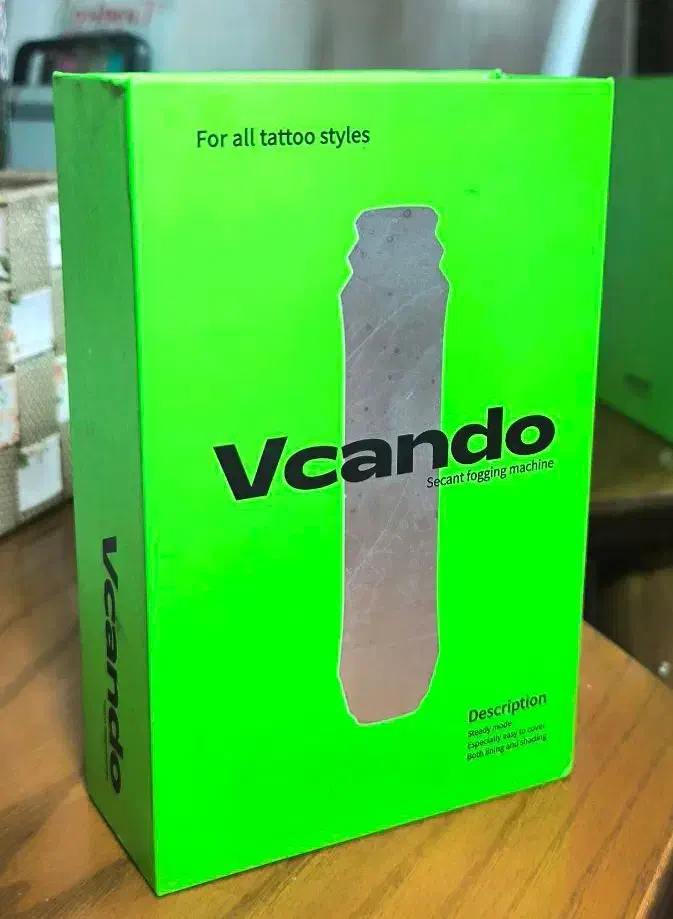 For all tattoo styles
Vcando
Secant fogging machine
Description
Steady mode
Especially easy to cover
Both lining and shading
Vcando